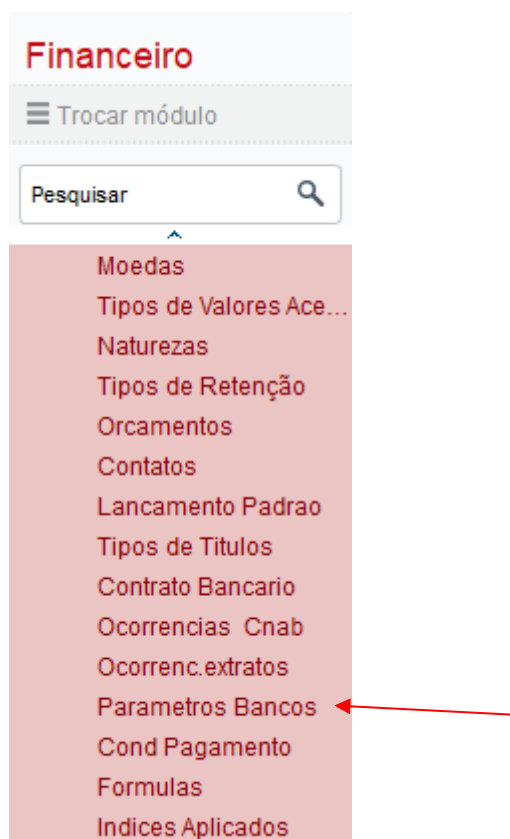 Financeiro
Trocar módulo
Pesquisar
Moedas
Tipos de Valores Ace...
Naturezas
Tipos de Retenção
Orcamentos
Contatos
Lancamento Padrao
Tipos de Titulos
Contrato Bancario
Ocorrencias  Cnab
Ocorrenc.extratos
Parametros Bancos
Cond Pagamento
Formulas
Indices Aplicados